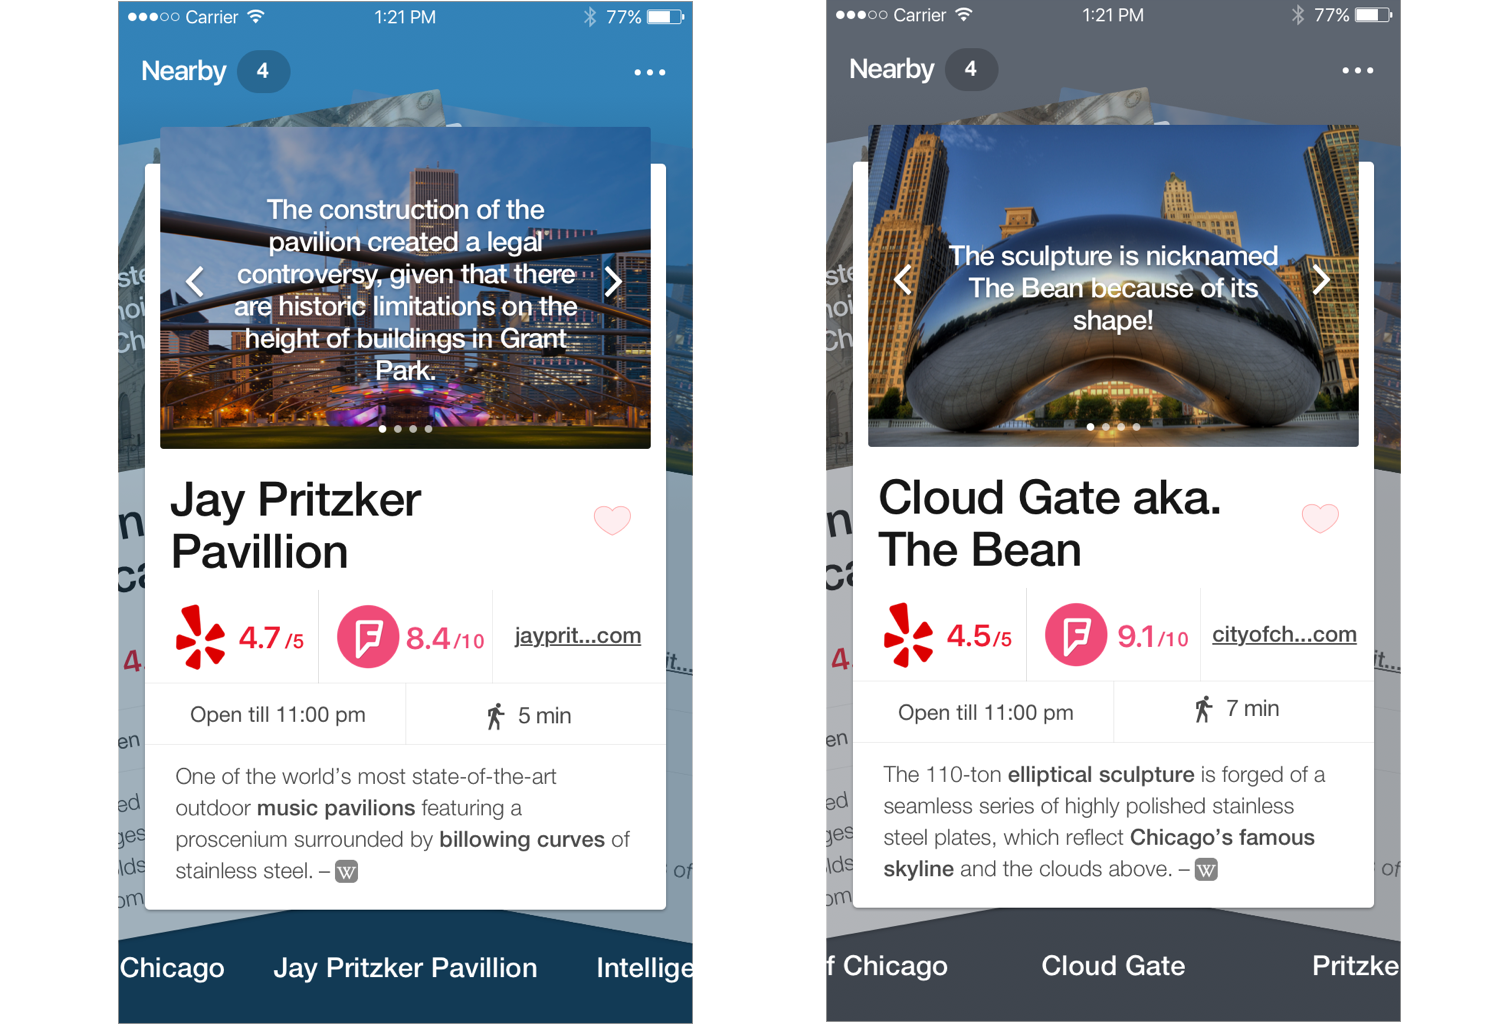 Carrier
1:21 PM
77%
Nearby
4
The construction of the
pavilion created a legal
controversy, given that there
are historic limitations on the
height of buildings in Grant
Park.
Jay Pritzker
Pavillion
4.7/5
8.4/10
jayprit...com
Open till 11:00 pm
5 min
One of the world’s most state-of-the-art
outdoor music pavilions featuring a
proscenium surrounded by billowing curves of
stainless steel. – W
Chicago
Jay Pritzker Pavillion
Intellige
Carrier
1:21 PM
77%
Nearby
4
The sculpture is nicknamed
The Bean because of its
shape!
Cloud Gate aka.
The Bean
4.5/5
9.1/10
cityofch...com
Open till 11:00 pm
7 min
The 110-ton elliptical sculpture is forged of a
seamless series of highly polished stainless
steel plates, which reflect Chicago’s famous
skyline and the clouds above. – W
f Chicago
Cloud Gate
Pritzke